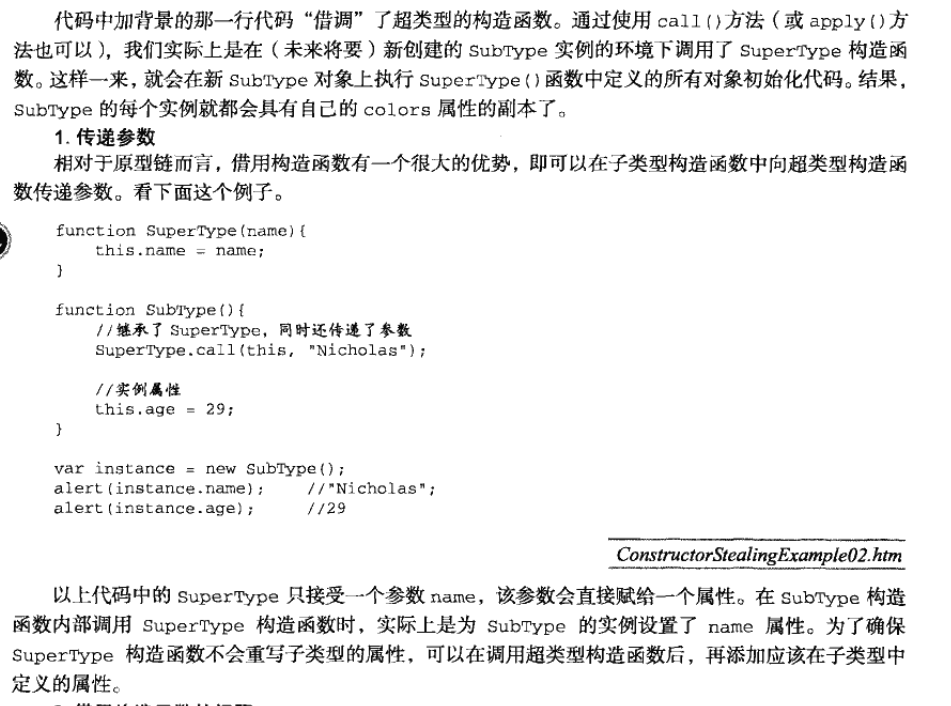 代码中加背景的那一行代码“借调”了超类型的构造函数。通过使用 call()方法（或 apply()方
法也可以），我们实际上是在（未来将要）新创建的 SubType 实例的环境下调用了 SuperType 构造函
数。这样一来，就会在新 SubType 对象上执行 SuperType()函数中定义的所有对象初始化代码。结果，
SubType 的每个实例就都会具有自己的 colors 属性的副本了。
1. 传递参数
相对于原型链而言，借用构造函数有一个很大的优势，即可以在子类型构造函数中向超类型构造函
数传递参数。看下面这个例子。
function SuperType(name){
this.name = name;
}
function SubType(){
//继承了 SuperType，同时还传递了参数
SuperType.call(this, "Nicholas");
//实例属性
this.age = 29;
}
var instance = new SubType();
alert(instance.name); //"Nicholas";
alert(instance.age); //29
ConstructorStealingExample02.htm
以上代码中的 SuperType 只接受一个参数 name，该参数会直接赋给一个属性。在 SubType 构造
函数内部调用 SuperType 构造函数时，实际上是为 SubType 的实例设置了 name 属性。为了确保
SuperType 构造函数不会重写子类型的属性，可以在调用超类型构造函数后，再添加应该在子类型中
定义的属性。